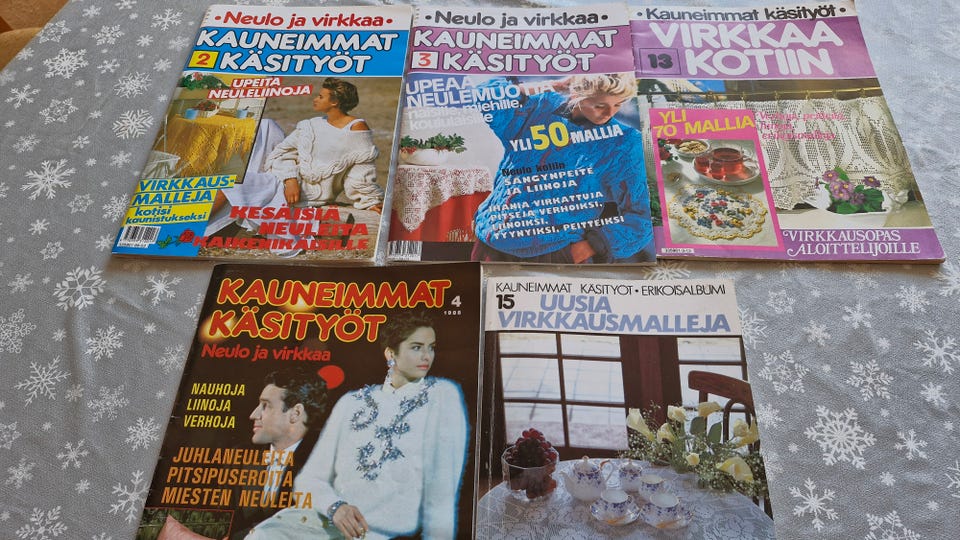 •Neulo ja virkkaa•
KAUNEIMMAT
2 KÄSITYÖT
UPEITA
NEULELIINOJA
VIRKKAUS-
MALLEJA
kotisi
kaunistukseksi
KESÄISIA
NEULEITA
KAIKENIKÄISILLE
•Neulo ja virkkaa•
KAUNEIMMAT
3 KÄSITYÖT
UPEAA
NEULEMUOTIA
YLI 50 MALLIA
Neulo kotiin
SÄNGYNPEITE
JA LIINOJA
IHANIA VIRKATTUJA
PITSEJÄ VERHOIKSI,
LIINOIKSI,
TYYNYIKSI, PEITTEIKSI
Kauneimmat käsityöt•
VIRKKAA
13 KOTIIN
YLI
70 MALLIA
VIRKKAUSOPAS
ALOITTELIJOILLE
KAUNEIMMAT 4
KÄSITYÖT
Neulo ja virkkaa
NAUHOJA
LIINOJA
VERHOJA
JUHLANEULEITA
PITSIPUSEROITA
MIESTEN NEULEITA
KAUNEIMMAT KÄSITYÖT • ERIKOISALBUMI
15 UUSIA
VIRKKAUSMALLEJA